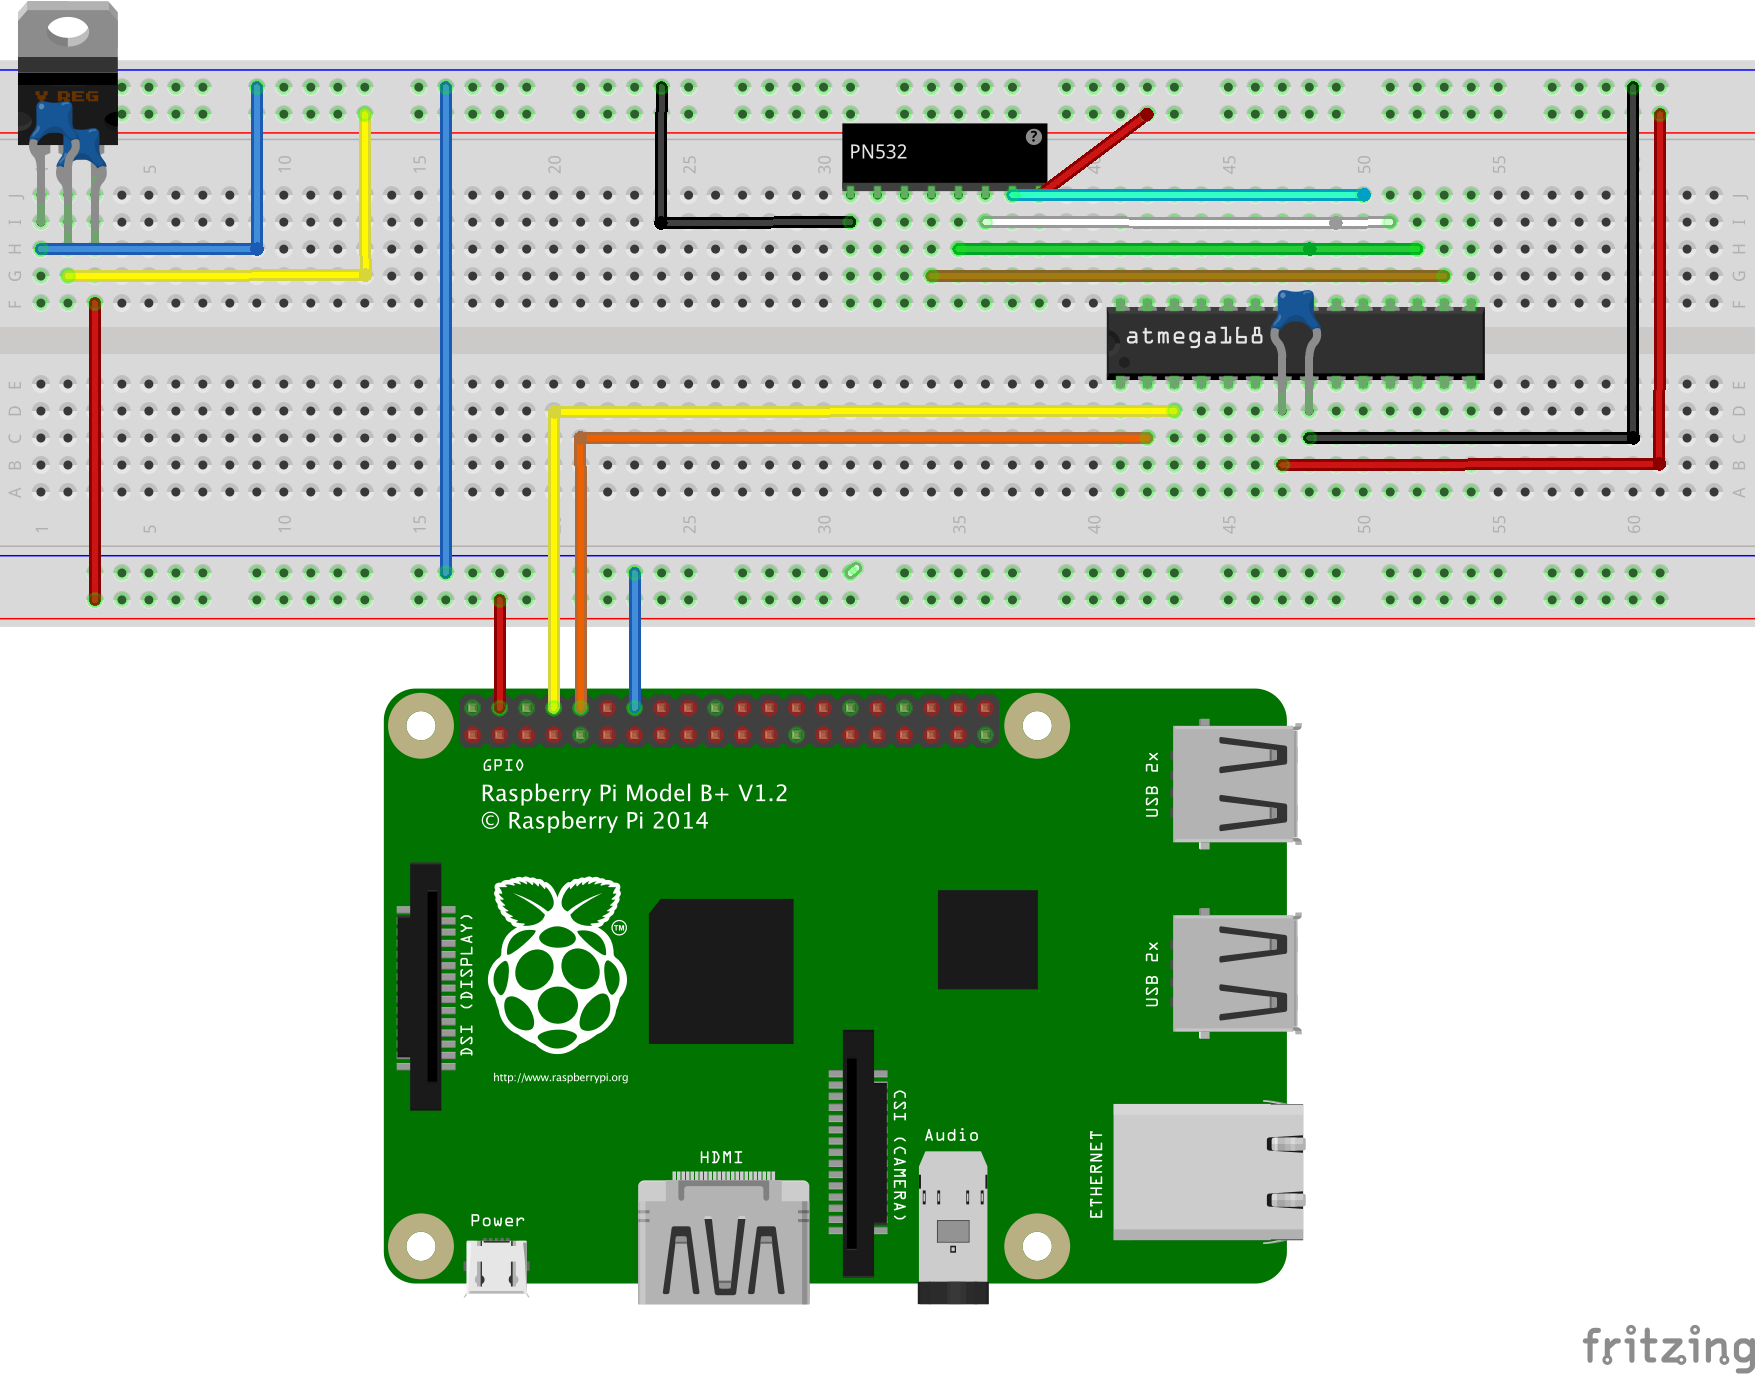 V REG
5
10
15
20
25
30
PN532
?
40
45
50
55
J
J
I
I
H
H
G
G
F
F
atmega168
E
E
D
D
C
C
B
B
A
A
1
5
10
15
25
30
35
40
45
50
55
60
GPIO
Raspberry Pi Model B+ V1.2
© Raspberry Pi 2014
USB 2x
DSI (DISPLAY)
TM
USB 2x
http://www.raspberrypi.org
CSI (CAMERA)
Audio
ETHERNET
HDMI
Power
fritzing